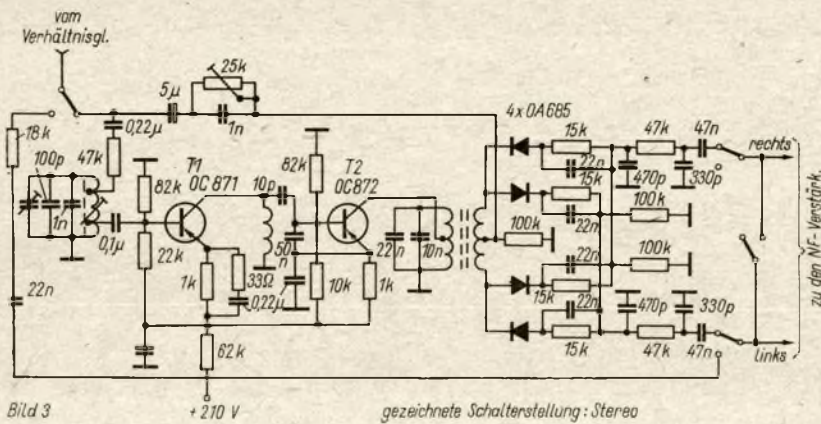 vom
Verhältnisgl.
25k
5μ
1n
4x OA685
18k
0,22μ
47k
100p
1n
82k
T1
OC 871
10p
82k
T2
OC872
15k
47k
47n
rechts
22n
470p
330p
15k
22n
100k
100k
0,1μ
22k
1k
33Ω
0,22μ
50n
10k
1k
22n
10n
22n
100k
15k
22n
470p
330p
15k
47k
47n
links
22n
62k
zu den NF-Verstärk.
Bild 3
+210 V
gezeichnete Schalterstellung: Stereo